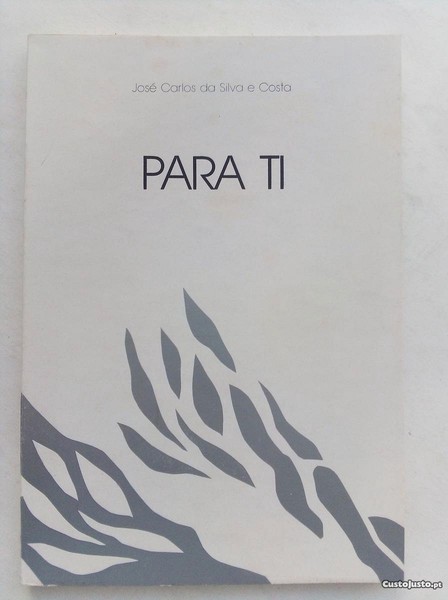 José Carlos da Silva e Costa
PARA TI
CustoJusto.pt